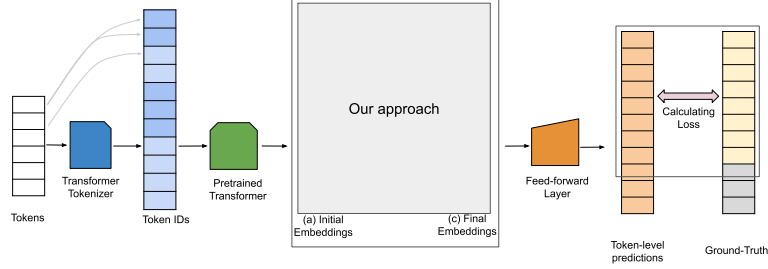 Our approach
Calculating
Loss
Transformer
Tokenizer
Pretrained
Transformer
Feed-forward
Layer
Tokens
Token IDs
(a) Initial
Embeddings
(c) Final
Embeddings
Token-level
predictions
Ground-Truth